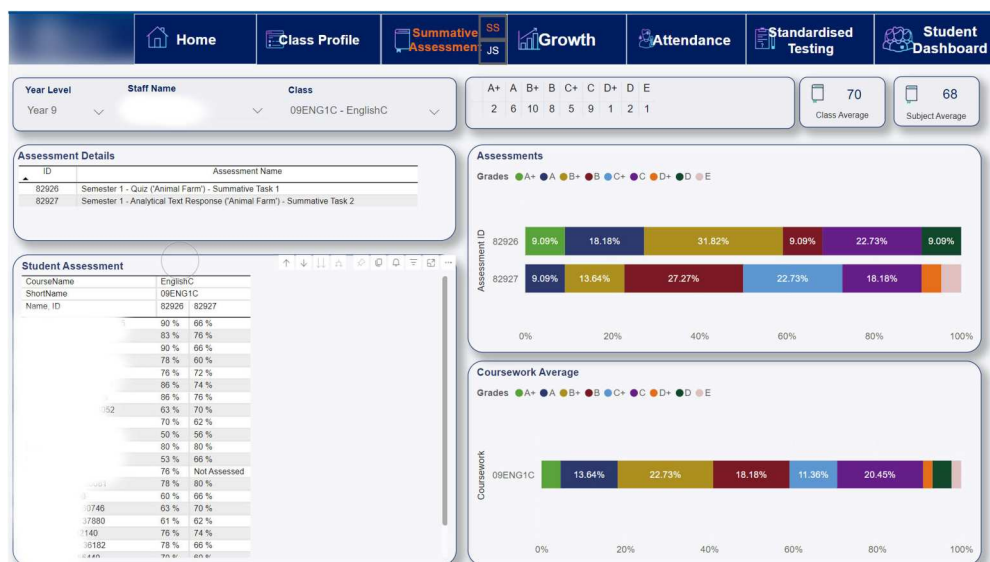 Home
Class Profile
Summative Assessment
SS
JS
Growth
Attendance
Standardised Testing
Student Dashboard
Year Level
Staff Name
Class
Year 9
09ENG1C - EnglishC
A+ A B+ B C+ C D+ D E
2 6 10 8 5 9 1 2 1
70
Class Average
68
Subject Average
Assessment Details
ID Assessment Name
82926 Semester 1 - Quiz ('Animal Farm') - Summative Task 1
82927 Semester 1 - Analytical Text Response ('Animal Farm') - Summative Task 2
Student Assessment
CourseName EnglishC
ShortName 09ENG1C
Name, ID 82926 82927
90 % 66 %
83 % 76 %
90 % 66 %
78 % 60 %
76 % 72 %
86 % 74 %
86 % 76 %
63 % 70 %
70 % 62 %
50 % 56 %
80 % 80 %
53 % 66 %
76 % Not Assessed
78 % 80 %
60 % 66 %
63 % 70 %
61 % 62 %
76 % 74 %
78 % 66 %
Assessments
Grades A+ A B+ B C+ C D+ D E
Assessment ID
82926 9.09% 18.18% 31.82% 9.09% 22.73% 9.09%
82927 9.09% 13.64% 27.27% 22.73% 18.18%
0% 20% 40% 60% 80% 100%
Coursework Average
Grades A+ A B+ B C+ C D+ D E
Coursework
09ENG1C 13.64% 22.73% 18.18% 11.36% 20.45%
0% 20% 40% 60% 80% 100%